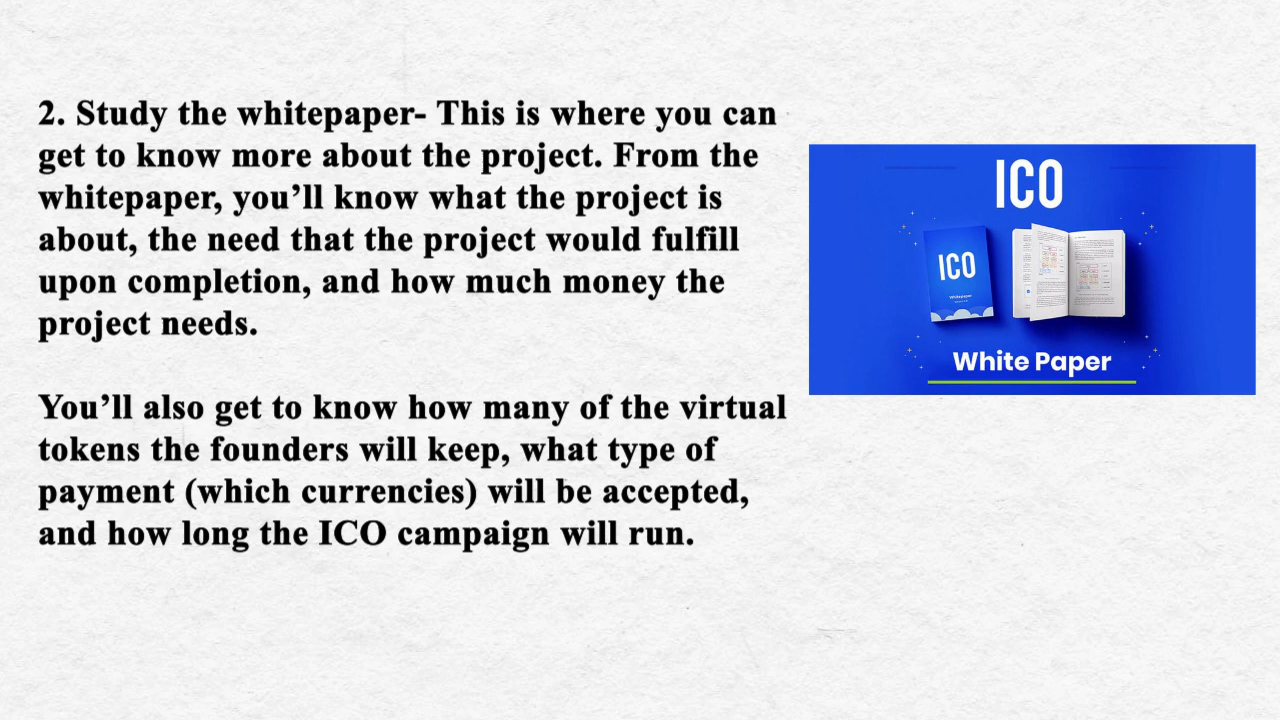 2. Study the whitepaper- This is where you can
get to know more about the project. From the
whitepaper, you’ll know what the project is
about, the need that the project would fulfill
upon completion, and how much money the
project needs.
You’ll also get to know how many of the virtual
tokens the founders will keep, what type of
payment (which currencies) will be accepted,
and how long the ICO campaign will run.
ICO
ICO
Whitepaper
White Paper